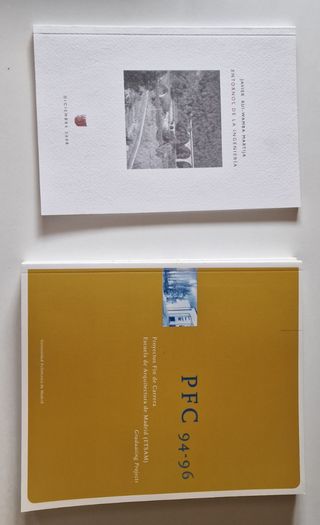 JAVIER RUI-WAMBA MARTIJA
ENTORNOS DE LA INGENIERÍA
DICIEMBRE 2008
PFC 94-96
Proyectos Fin de Carrera
Escuela de Arquitectura de Madrid (ETSAM)
Graduating Projects
Universidad Politécnica de Madrid